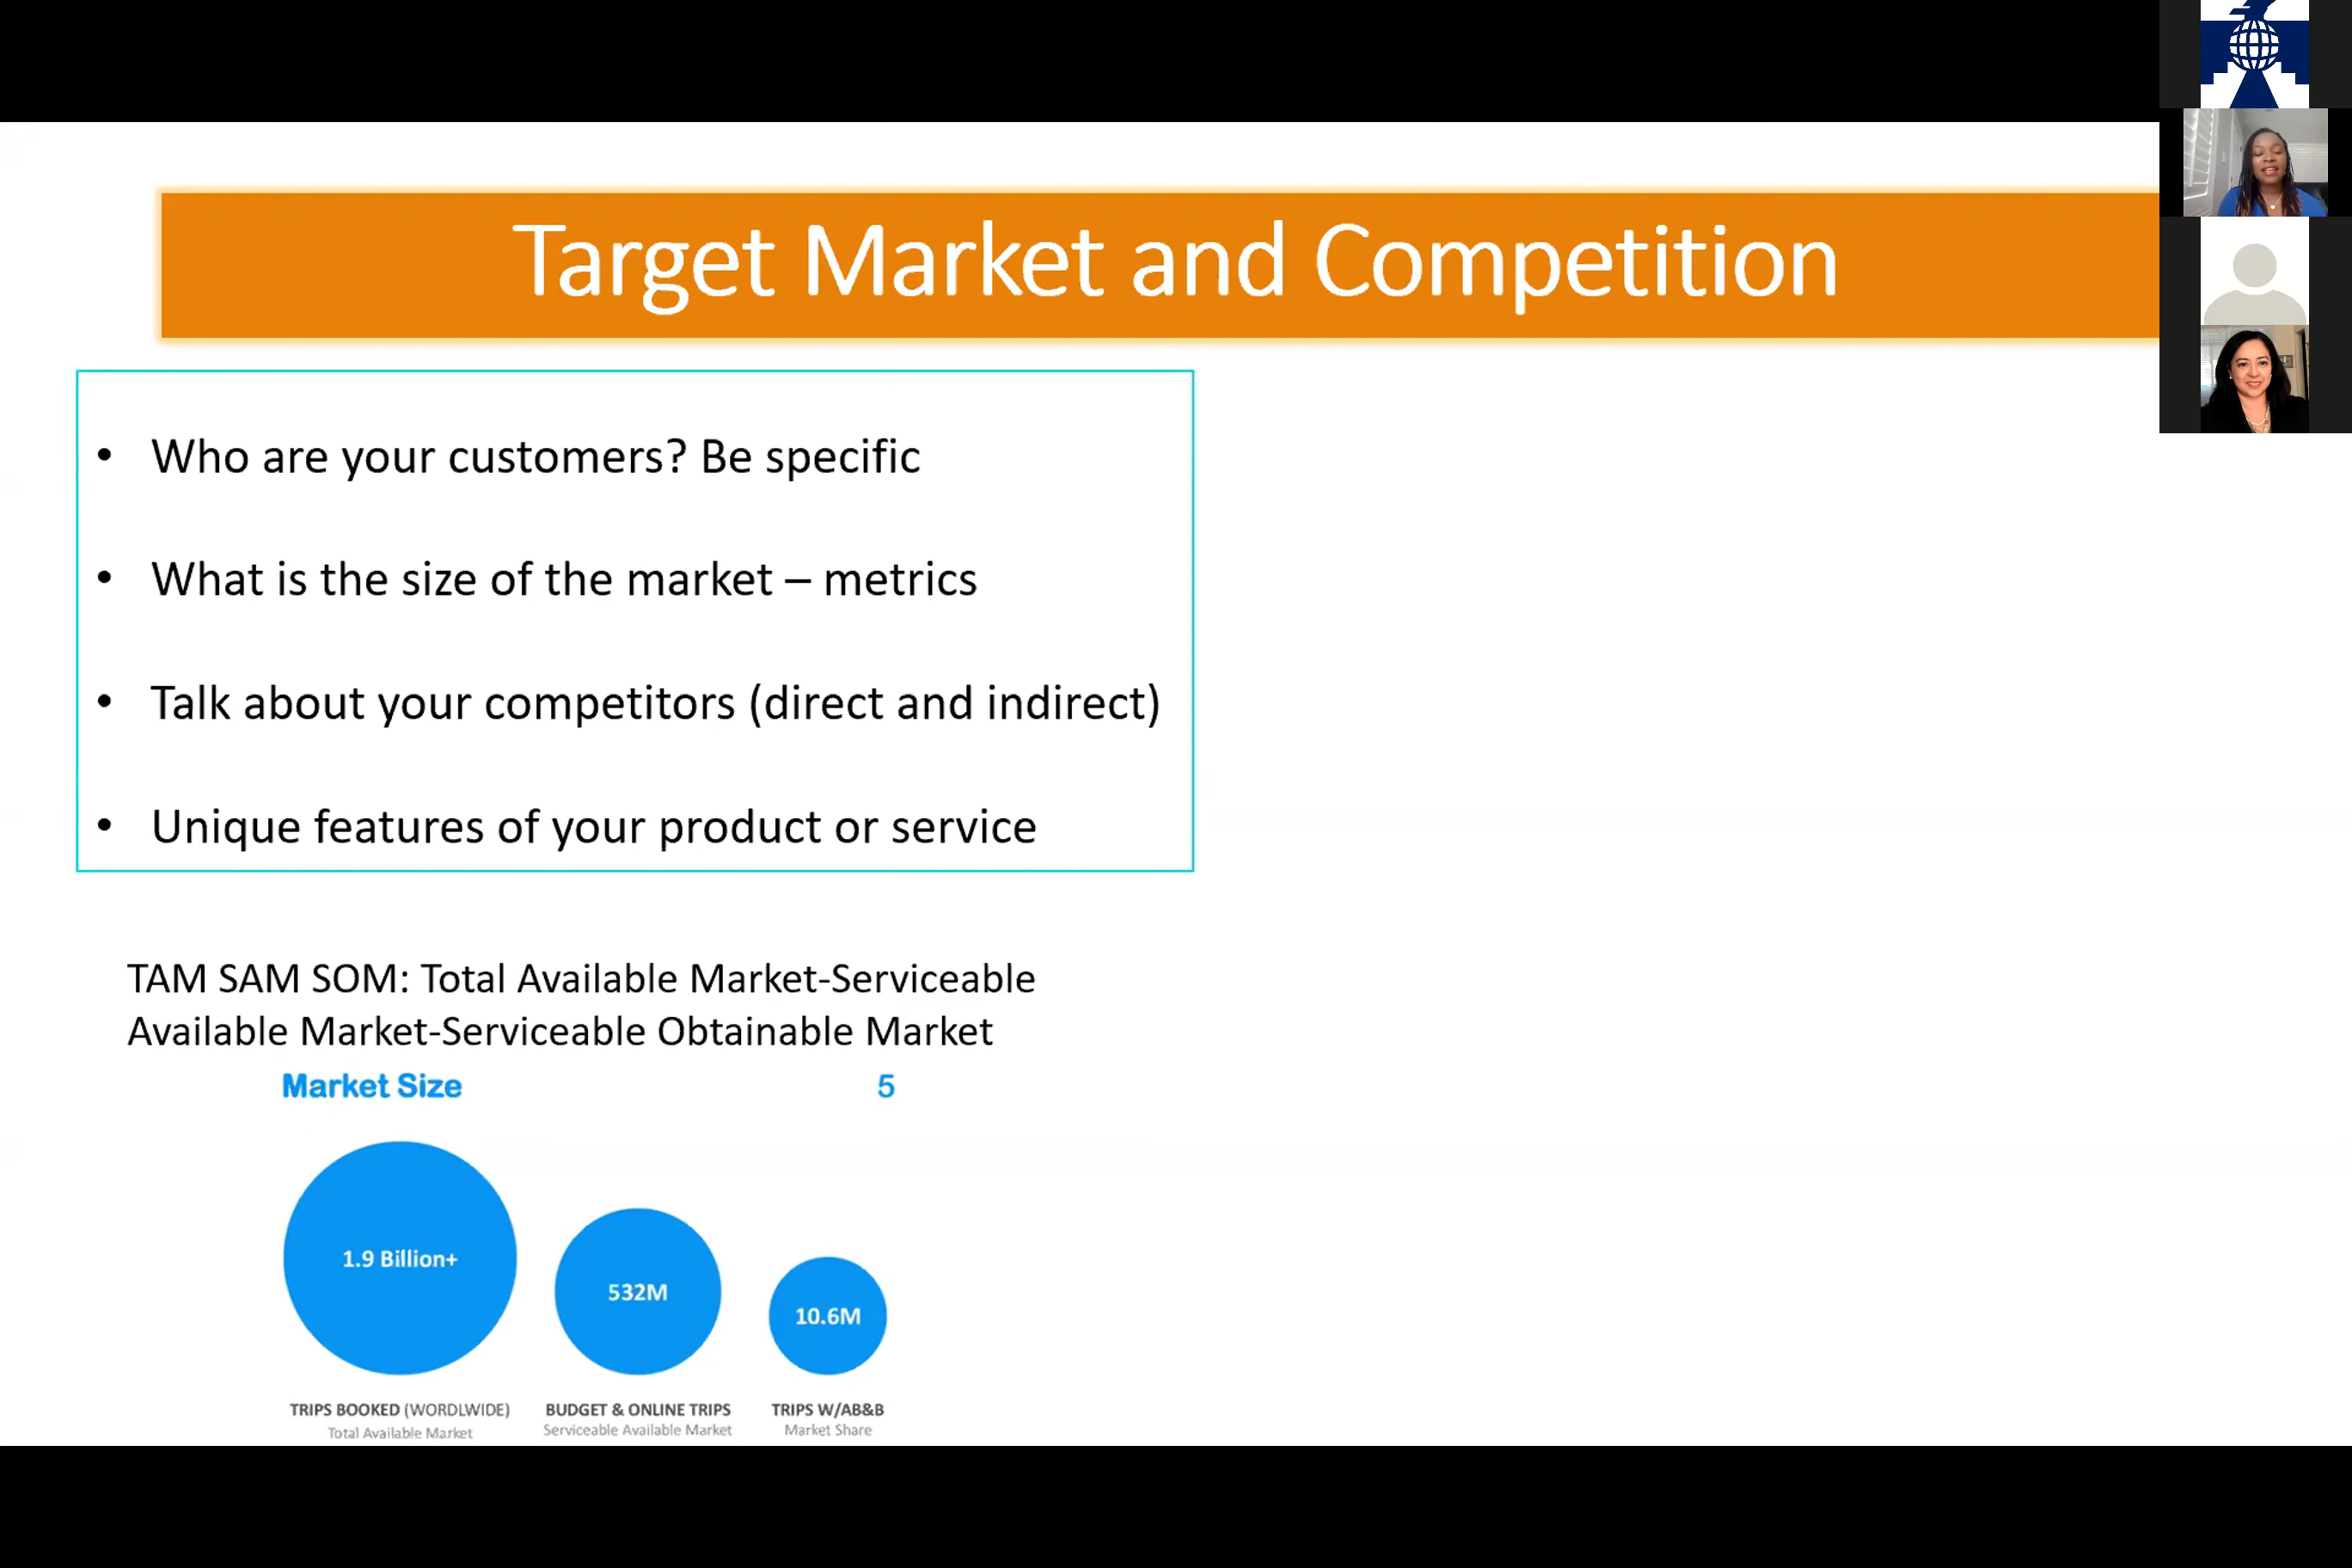 Target Market and Competition
• Who are your customers? Be specific
• What is the size of the market – metrics
• Talk about your competitors (direct and indirect)
• Unique features of your product or service
TAM SAM SOM: Total Available Market-Serviceable
Available Market-Serviceable Obtainable Market
Market Size 5
1.9 Billion+
532M
10.6M
TRIPS BOOKED (WORDLWIDE)
Total Available Market
BUDGET & ONLINE TRIPS
Serviceable Available Market
TRIPS W/AB&B
Market Share